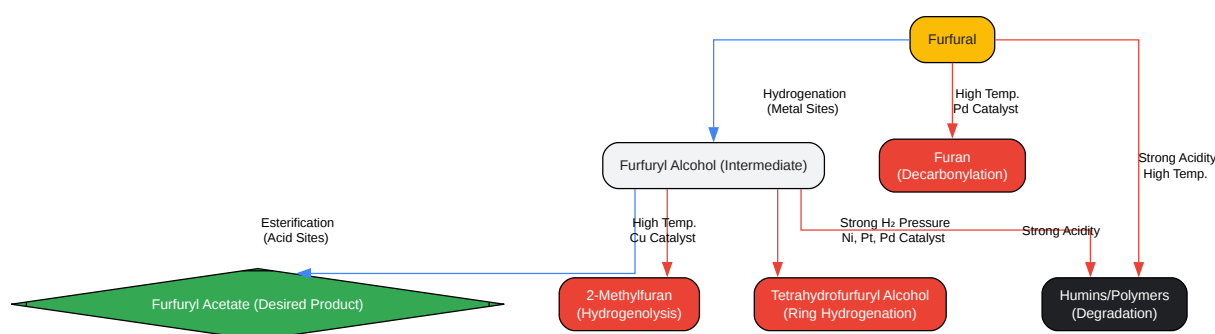 Furfural
Hydrogenation
(Metal Sites)
High Temp.
Pd Catalyst
Furfuryl Alcohol (Intermediate)
Furan
(Decarbonylation)
Strong Acidity
High Temp.
Esterification
(Acid Sites)
High Temp.
Cu Catalyst
Strong H₂ Pressure
Ni, Pt, Pd Catalyst
Strong Acidity
Furfuryl Acetate (Desired Product)
2-Methylfuran
(Hydrogenolysis)
Tetrahydrofurfuryl Alcohol
(Ring Hydrogenation)
Humins/Polymers
(Degradation)